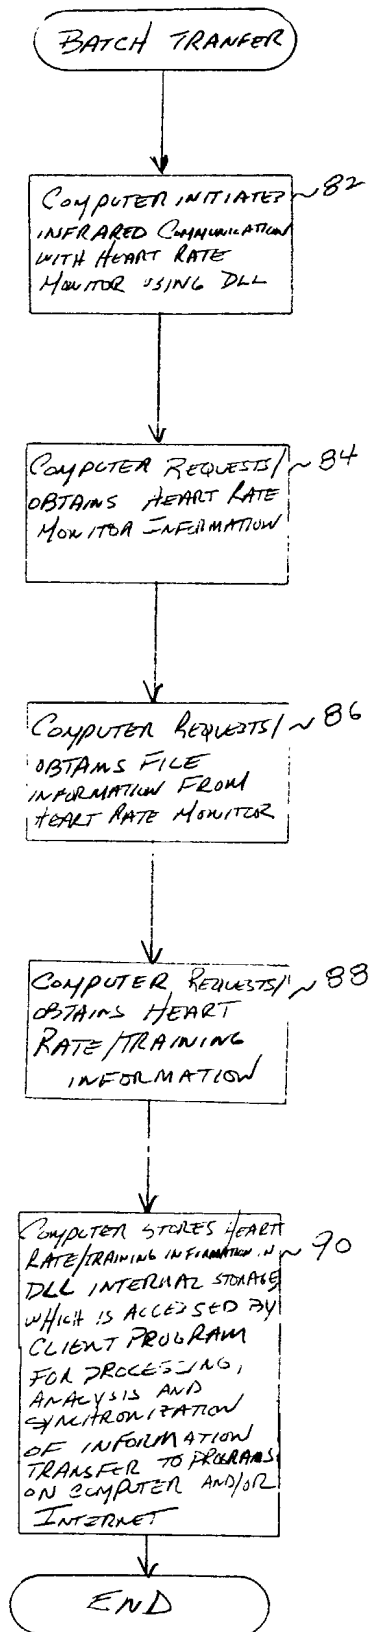 BATCH TRANFER
COMPUTER INITIATES
INFRARED COMMUNICATION
WITH HEART RATE
MONITOR USING DLL
82
COMPUTER REQUESTS/
OBTAINS HEART RATE
MONITOR INFORMATION
84
COMPUTER REQUESTS/
OBTAINS FILE
INFORMATION FROM
HEART RATE MONITOR
86
COMPUTER REQUESTS/
OBTAINS HEART
RATE/TRAINING
INFORMATION
88
COMPUTER STORES HEART
RATE/TRAINING INFORMATION IN
DLL INTERNAL STORAGE
WHICH IS ACCESSED BY
CLIENT PROGRAM
FOR PROCESSING,
ANALYSIS AND
SYNCHRONIZATION
OF INFORMATION
TRANSFER TO PROGRAMS
ON COMPUTER AND/OR
INTERNET
90
END